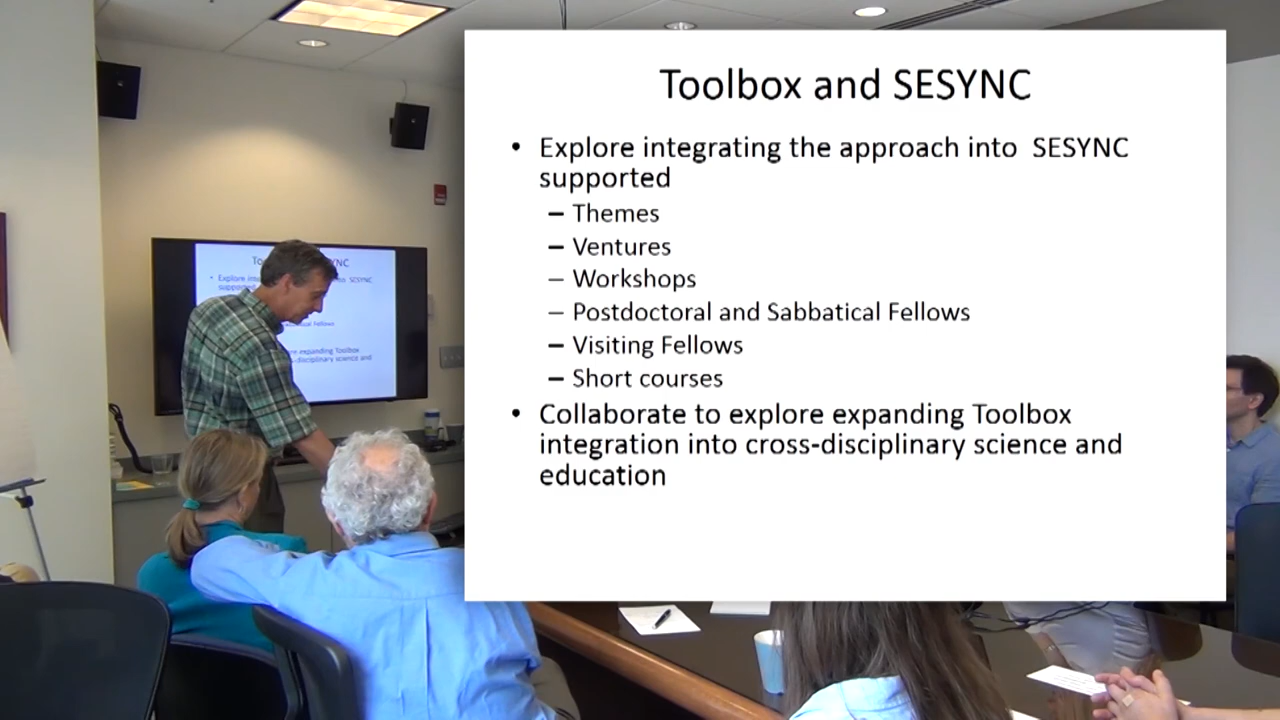 Toolbox and SESYNC
• Explore integrating the approach into SESYNC
supported
– Themes
– Ventures
– Workshops
– Postdoctoral and Sabbatical Fellows
– Visiting Fellows
– Short courses
• Collaborate to explore expanding Toolbox
integration into cross-disciplinary science and
education